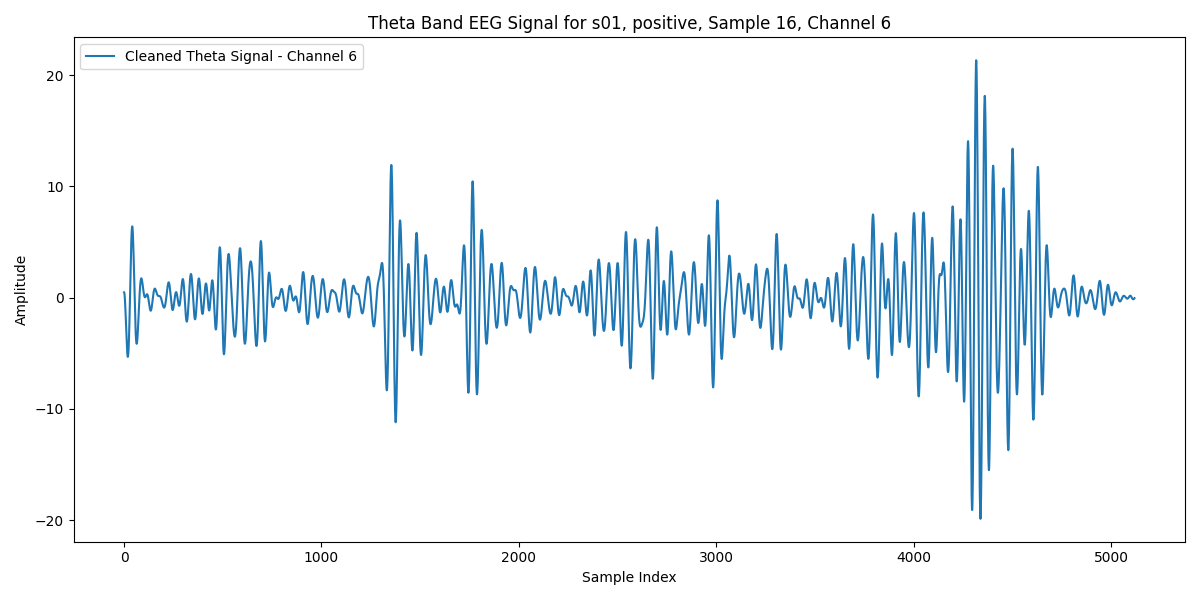 Theta Band EEG Signal for s01, positive, Sample 16, Channel 6
Cleaned Theta Signal - Channel 6
Amplitude
20
10
0
−10
−20
0 1000 2000 3000 4000 5000
Sample Index